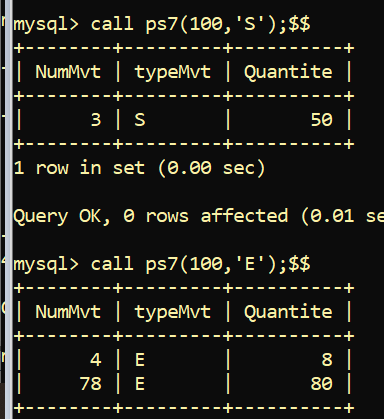 mysql> call ps7(100,'S');$$
+--------+---------+----------+
| NumMvt | typeMvt | Quantite |
+--------+---------+----------+
|      3 | S       |       50 |
+--------+---------+----------+
1 row in set (0.00 sec)
Query OK, 0 rows affected (0.01 se
mysql> call ps7(100,'E');$$
+--------+---------+----------+
| NumMvt | typeMvt | Quantite |
+--------+---------+----------+
|      4 | E       |        8 |
|     78 | E       |       80 |
+--------+---------+----------+